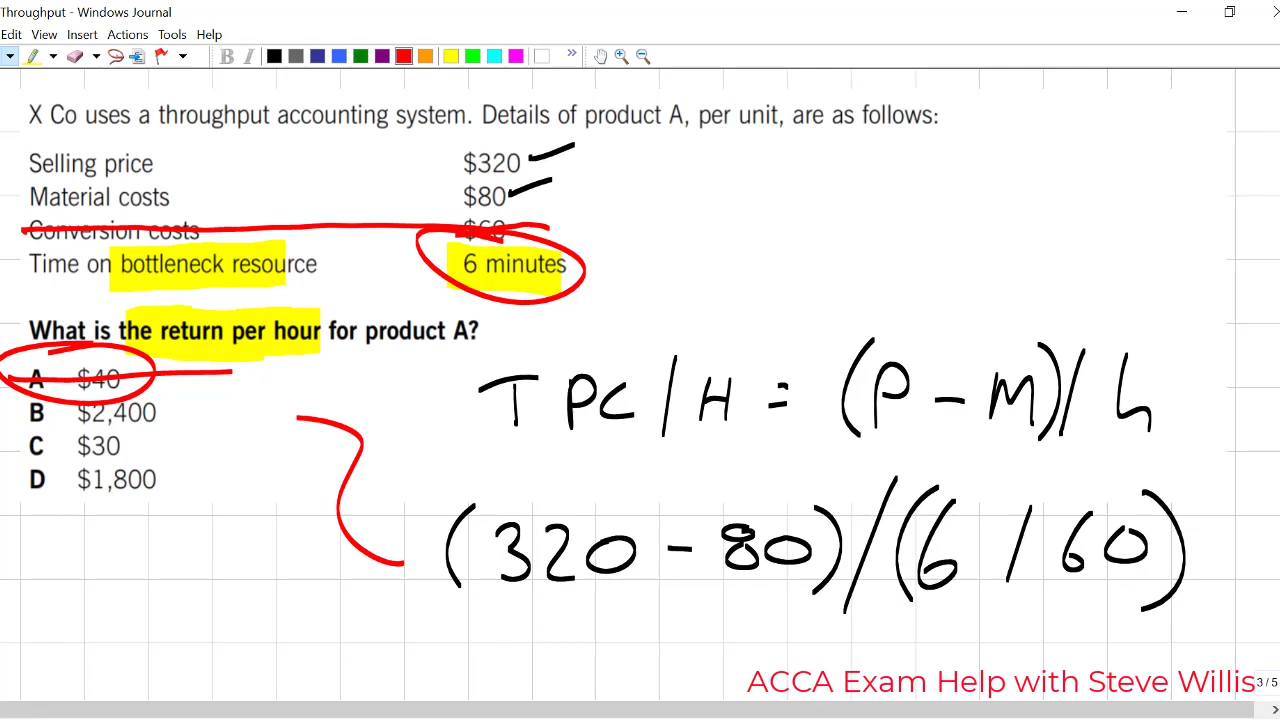 Throughput - Windows Journal
Edit View Insert Actions Tools Help
B I
X Co uses a throughput accounting system. Details of product A, per unit, are as follows:
Selling price $320
Material costs $80
Conversion costs $60
Time on bottleneck resource 6 minutes
What is the return per hour for product A?
A $40
B $2,400
C $30
D $1,800
TPC / H = (P - M) / h
(320 - 80) / (6 / 60)
ACCA Exam Help with Steve Willis
3 / 5